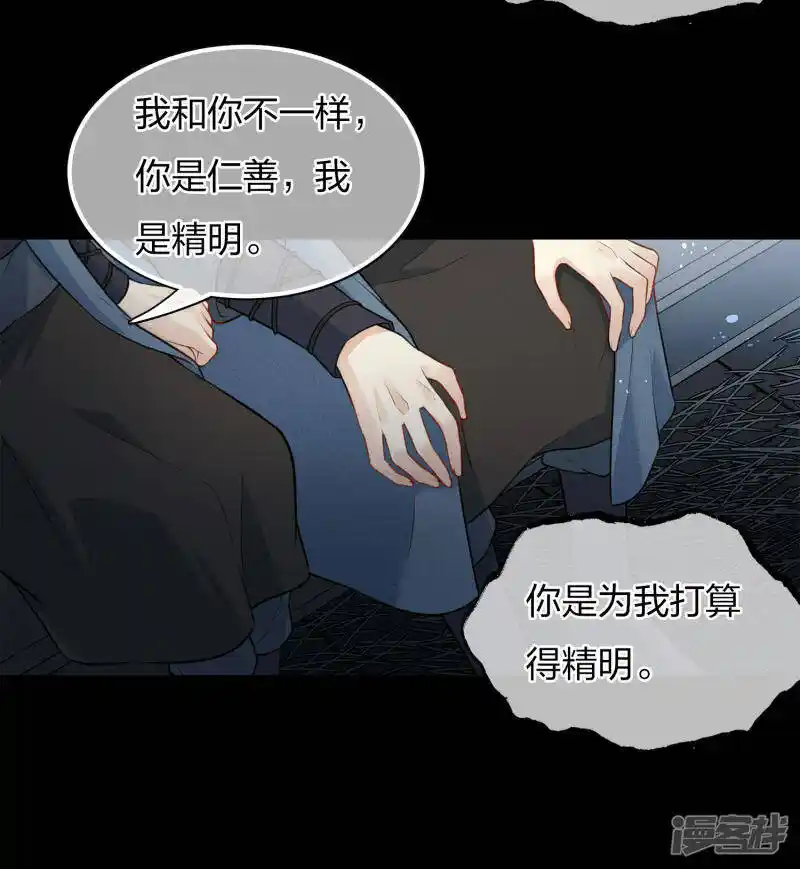 我和你不一样，
你是仁善，我
是精明。
你是为我打算
得精明。
漫客栈